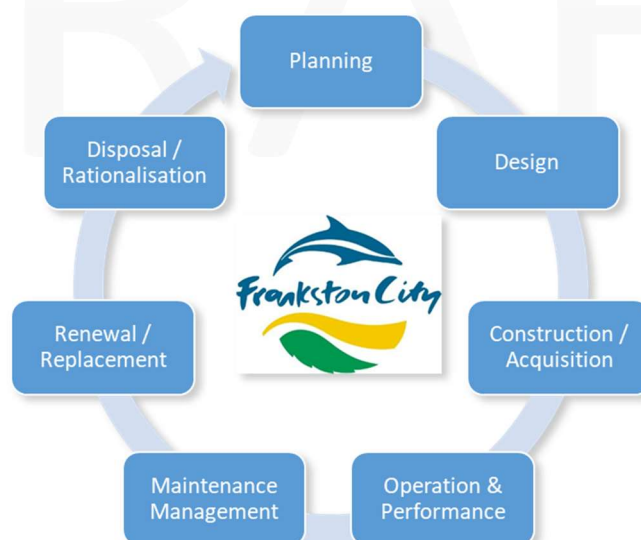 Planning
Design
Construction /
Acquisition
Operation &
Performance
Maintenance
Management
Renewal /
Replacement
Disposal /
Rationalisation
Frankston City